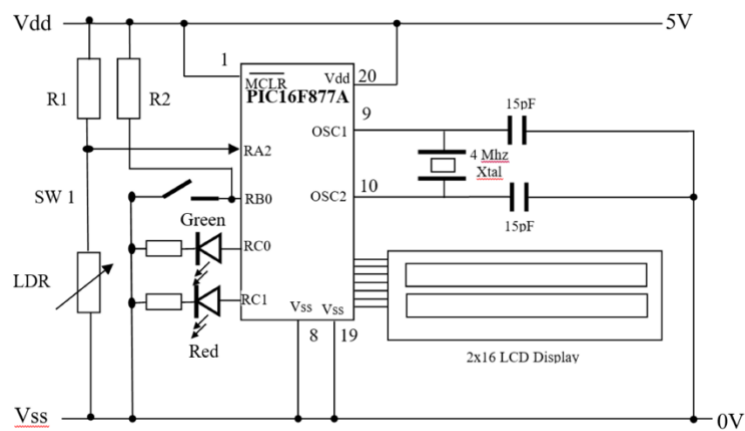 Vdd
5V
1
MCLR
Vdd
20
PIC16F877A
R1
R2
9
15pF
OSC1
RA2
4 Mhz
Xtal
SW 1
RB0
OSC2
10
Green
15pF
RC0
LDR
RC1
Vss
Vss
8
19
Red
2x16 LCD Display
Vss
0V